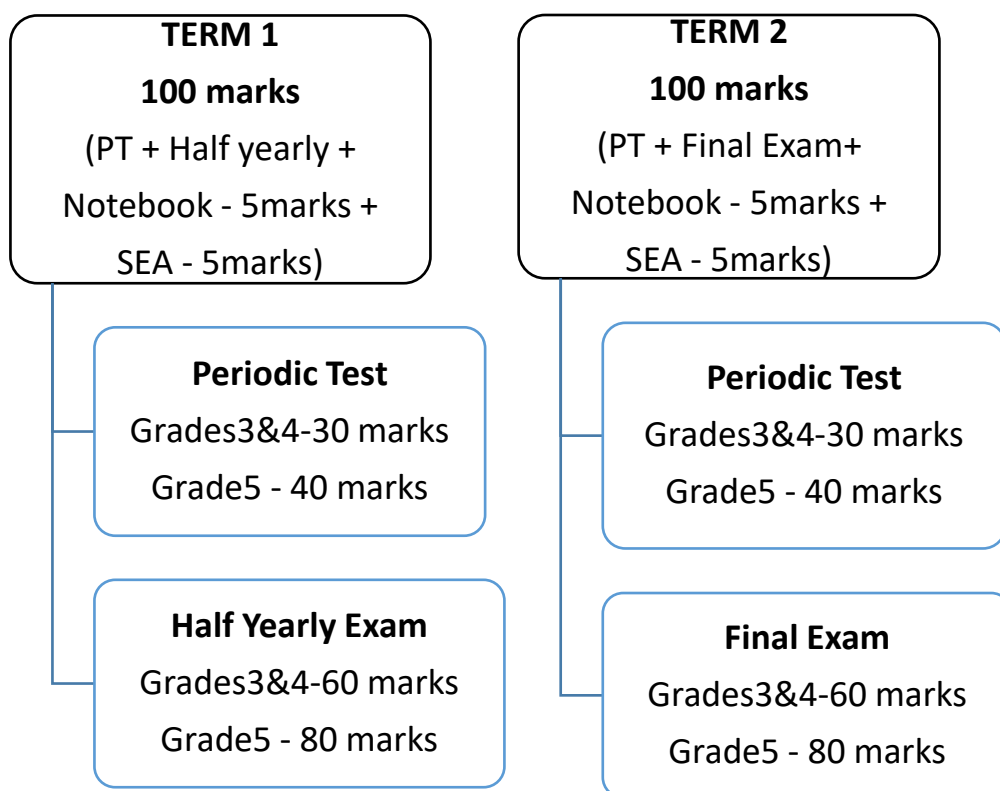 TERM 1
100 marks
(PT + Half yearly +
Notebook - 5marks +
SEA - 5marks)
Periodic Test
Grades3&4-30 marks
Grade5 - 40 marks
Half Yearly Exam
Grades3&4-60 marks
Grade5 - 80 marks
TERM 2
100 marks
(PT + Final Exam+
Notebook - 5marks +
SEA - 5marks)
Periodic Test
Grades3&4-30 marks
Grade5 - 40 marks
Final Exam
Grades3&4-60 marks
Grade5 - 80 marks